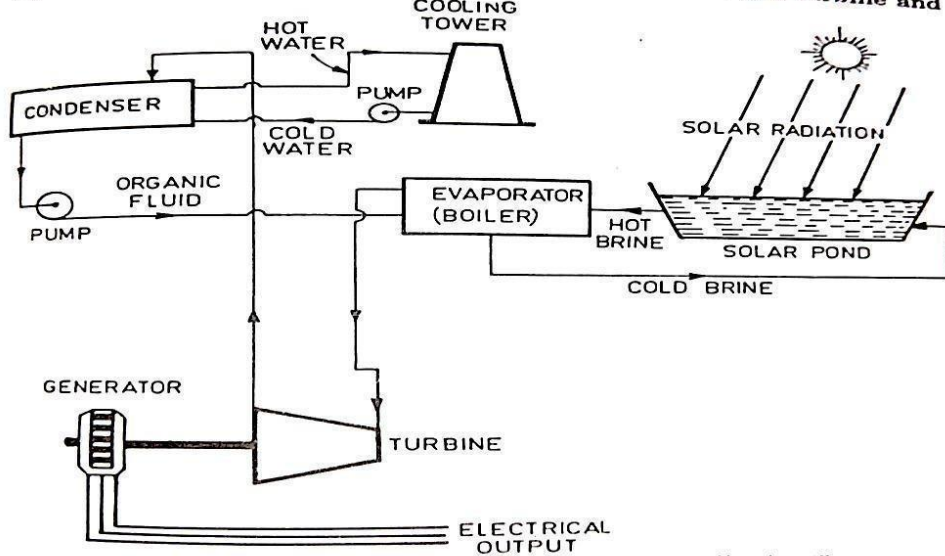 and
COOLING
TOWER
HOT
WATER
CONDENSER
PUMP
COLD
WATER
SOLAR RADIATION
ORGANIC
FLUID
PUMP
EVAPORATOR
(BOILER)
HOT
BRINE
SOLAR POND
COLD BRINE
GENERATOR
TURBINE
ELECTRICAL
OUTPUT